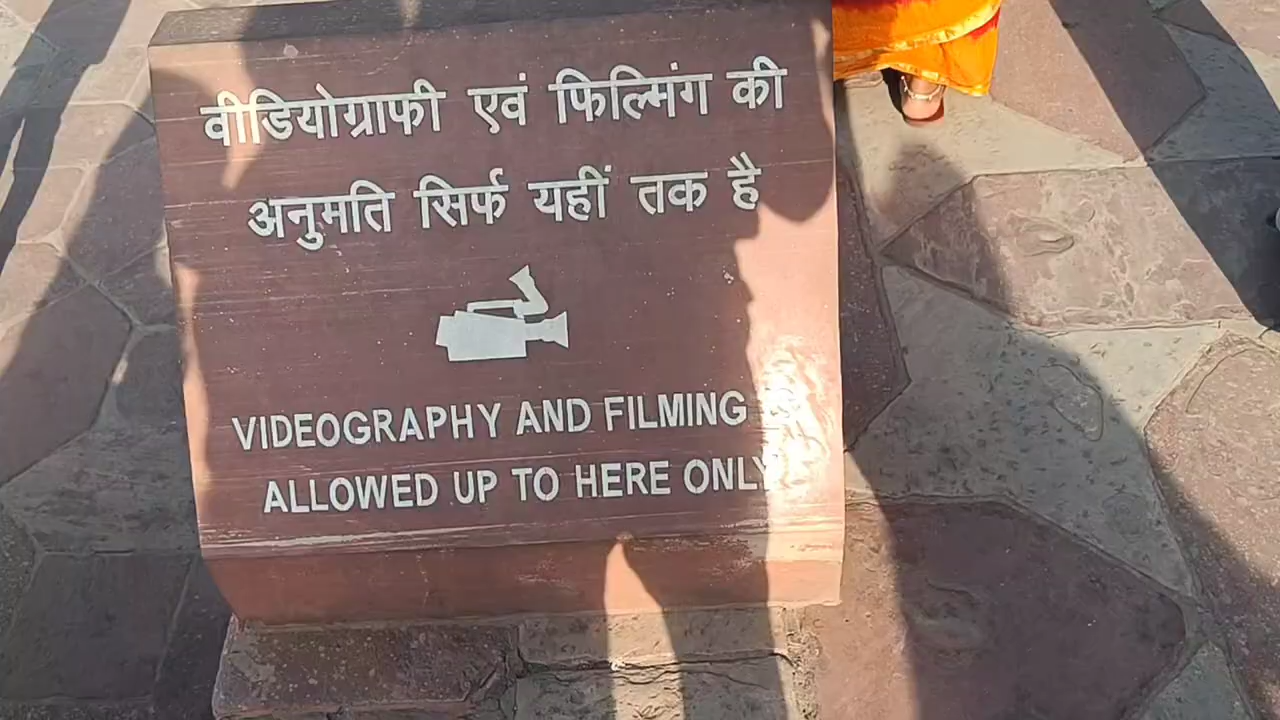 वीडियोग्राफी एवं फिल्मिंग की
अनुमति सिर्फ यहीं तक है
VIDEOGRAPHY AND FILMING
ALLOWED UP TO HERE ONLY